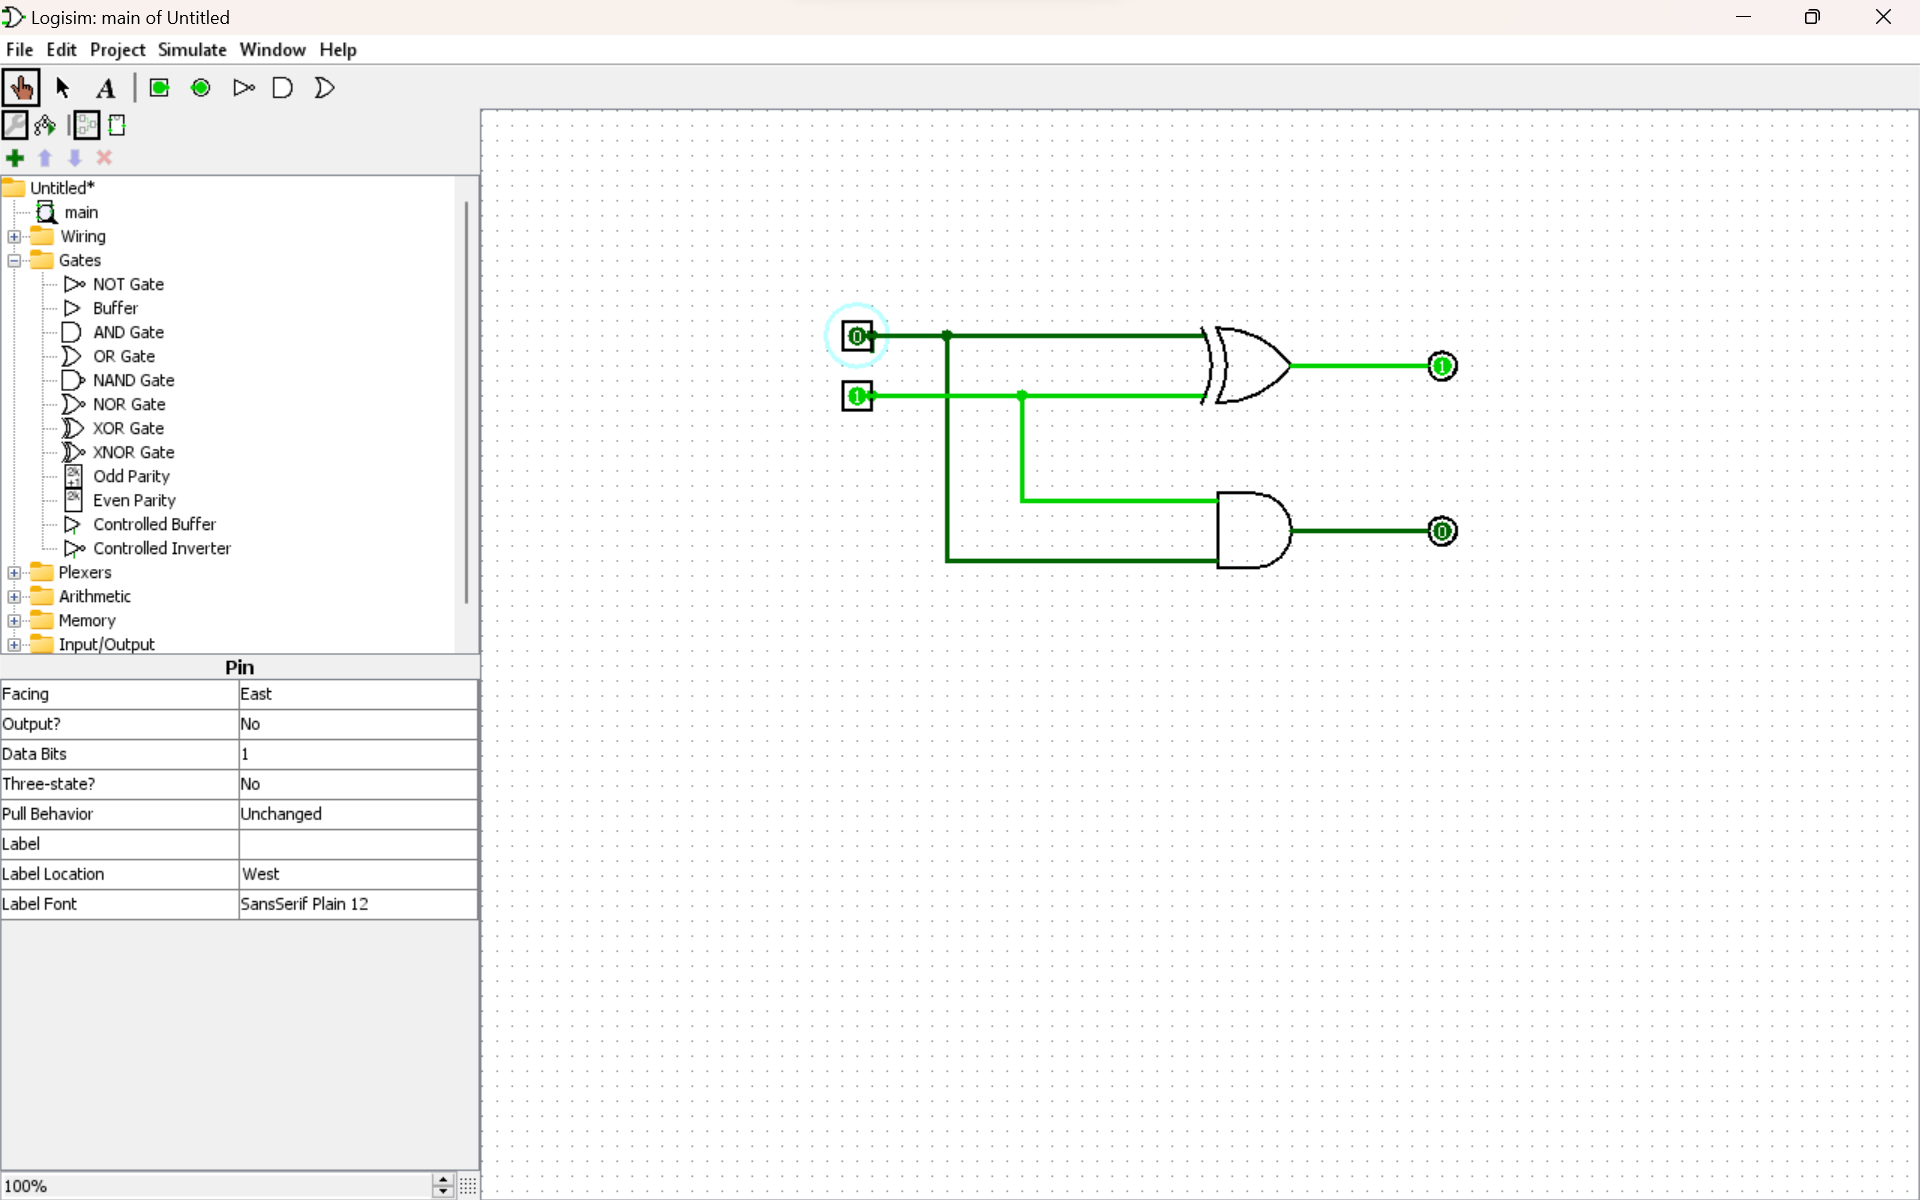 Logisim: main of Untitled
File Edit Project Simulate Window Help
A
Untitled*
main
Wiring
Gates
NOT Gate
Buffer
AND Gate
OR Gate
NAND Gate
NOR Gate
XOR Gate
XNOR Gate
2k+1 Odd Parity
2k Even Parity
Controlled Buffer
Controlled Inverter
Plexers
Arithmetic
Memory
Input/Output
Pin
Facing East
Output? No
Data Bits 1
Three-state? No
Pull Behavior Unchanged
Label
Label Location West
Label Font SansSerif Plain 12
100%
0
1
1
0